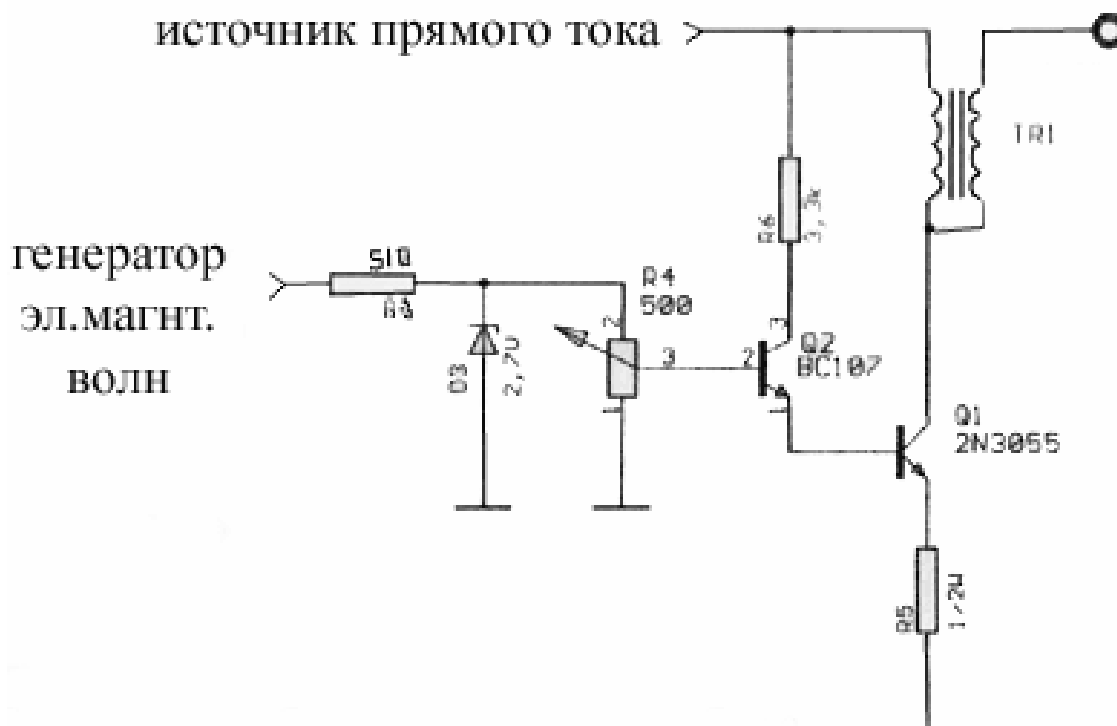 источник прямого тока
TR1
R6
3,3k
генератор
эл.магнт.
волн
510
R3
R4
500
2
3
1
D3
2,7U
3
2
1
Q2
BC107
Q1
2N3055
R5
1/2W